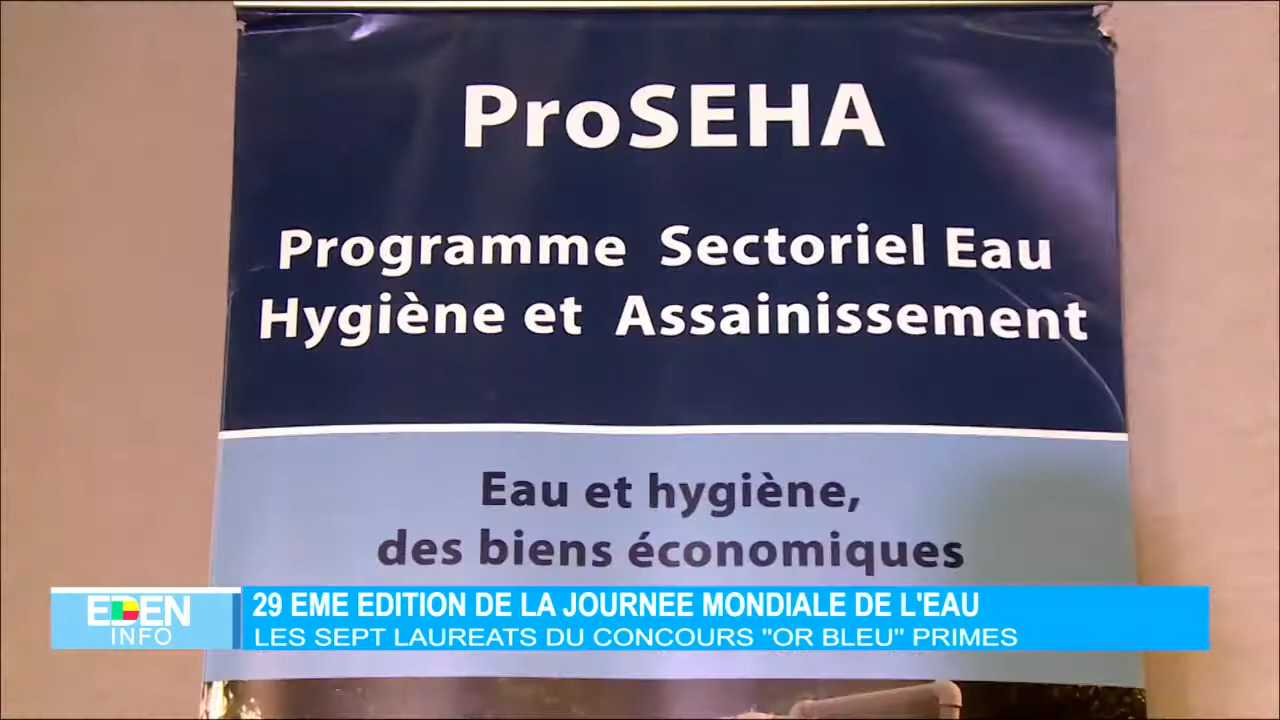 ProSEHA
Programme Sectoriel Eau
Hygiène et Assainissement
Eau et hygiène,
des biens économiques
EDEN
INFO
29 EME EDITION DE LA JOURNEE MONDIALE DE L'EAU
LES SEPT LAUREATS DU CONCOURS "OR BLEU" PRIMES